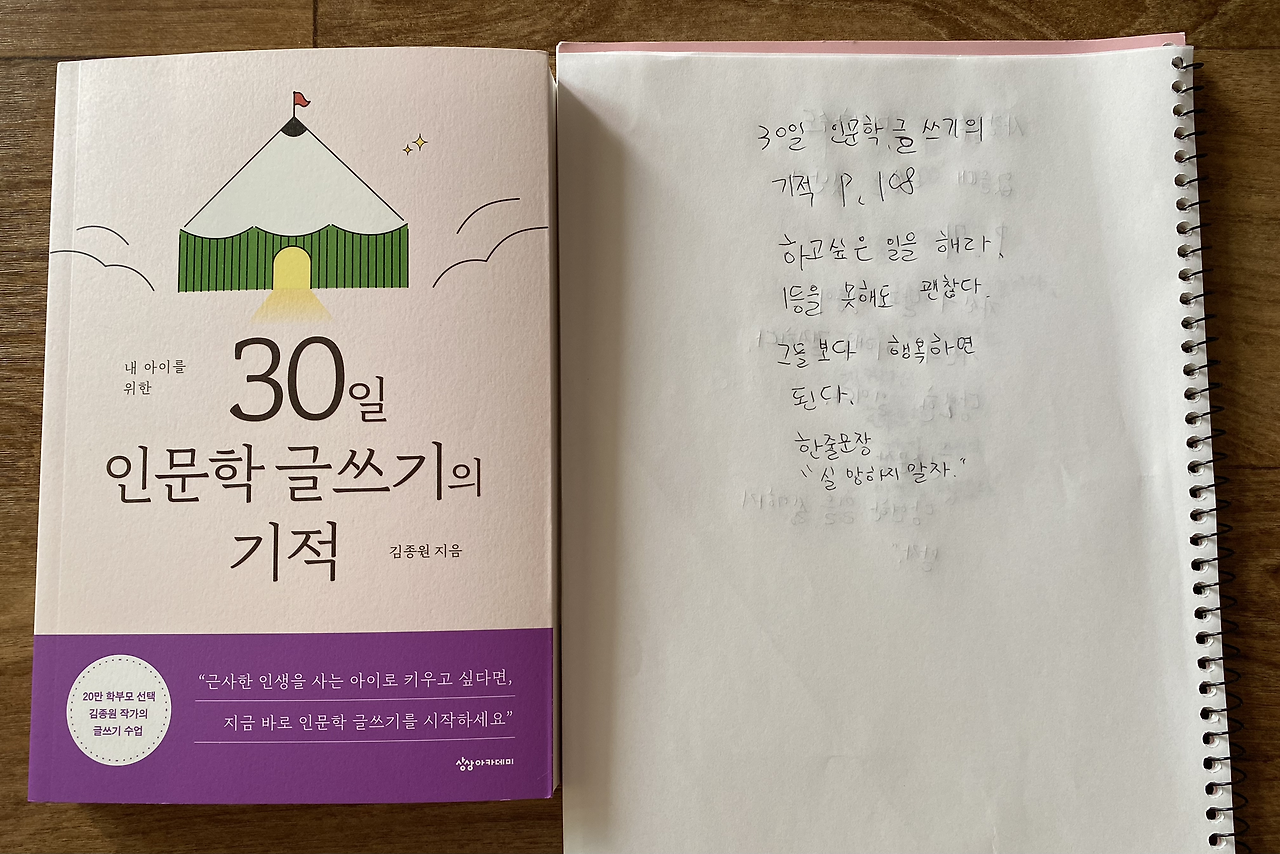 내 아이를
위한
30일
인문학 글쓰기의
기적
김종원 지음
20만 학부모 선택
김종원 작가의
글쓰기 수업
“근사한 인생을 사는 아이로 키우고 싶다면,
지금 바로 인문학 글쓰기를 시작하세요”
상상아카데미
30일 인문학 글 쓰기의
기적 P. 108
하고싶은 일을 해라.
1등을 못해도 괜찮다.
그들보다 행복하면
된다.
한줄문장
"실망하지말자."